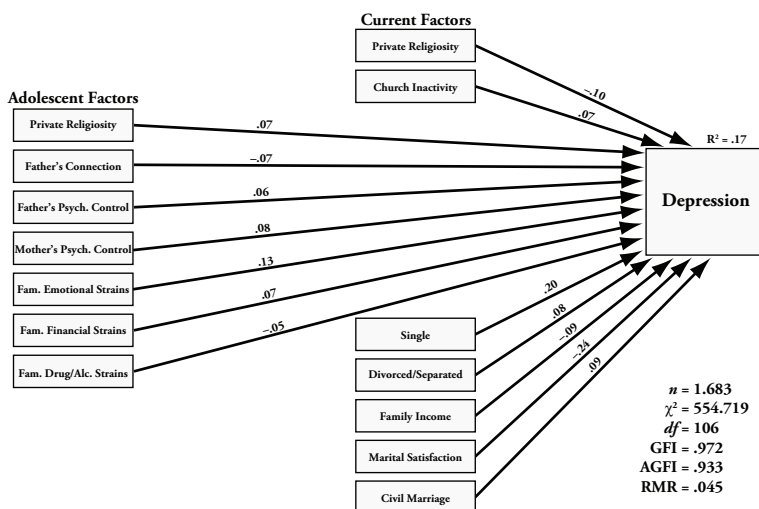 Current Factors
Private Religiosity
Church Inactivity
–.10
.07
Adolescent Factors
Private Religiosity
Father's Connection
Father's Psych. Control
Mother's Psych. Control
Fam. Emotional Strains
Fam. Financial Strains
Fam. Drug/Alc. Strains
.07
–.07
.06
.08
.13
.07
–.05
R² = .17
Depression
Single
Divorced/Separated
Family Income
Marital Satisfaction
Civil Marriage
.20
.08
–.09
–.24
.09
n = 1.683
χ² = 554.719
df = 106
GFI = .972
AGFI = .933
RMR = .045